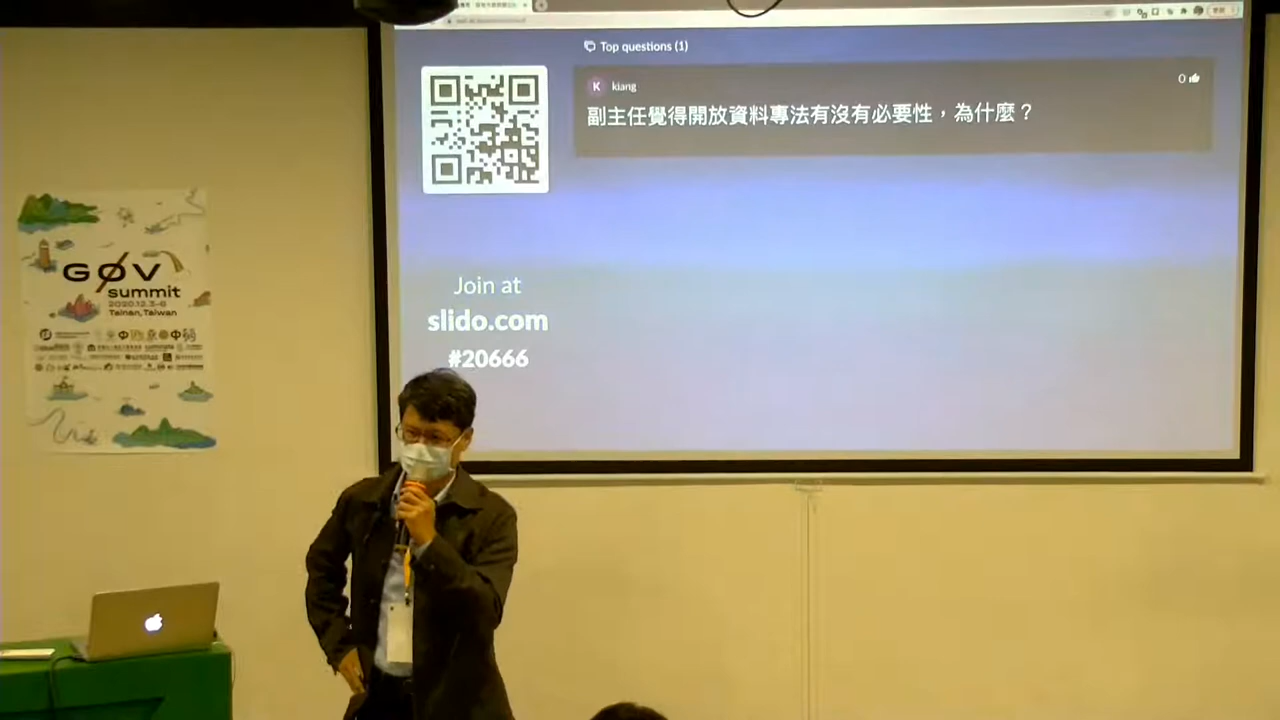 Top questions (1)
K kiang
0
副主任覺得開放資料專法有沒有必要性，為什麼？
Join at
slido.com
#20666
GØV
summit
2020.12.3-6
Tainan, Taiwan